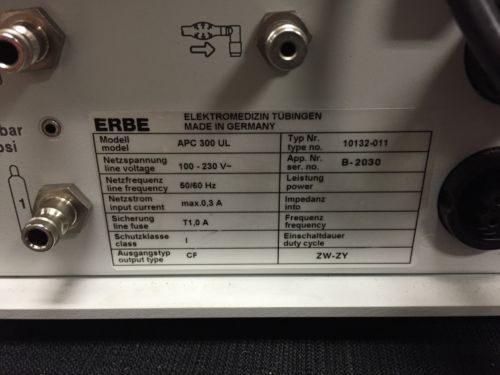 ERBE ELEKTROMEDIZIN TÜBINGEN
MADE IN GERMANY
Modell
model
APC 300 UL
Typ Nr.
type no.
10132-011
Netzspannung
line voltage
100 - 230 V~
App. Nr.
ser. no.
B-2030
Netzfrequenz
line frequency
50/60 Hz
Leistung
power
Netzstrom
input current
max.0,3 A
Impedanz
into
Sicherung
line fuse
T1,0 A
Frequenz
frequency
Schutzklasse
class
I
Einschaltdauer
duty cycle
Ausgangstyp
output type
CF
ZW-ZY
bar
osi
1